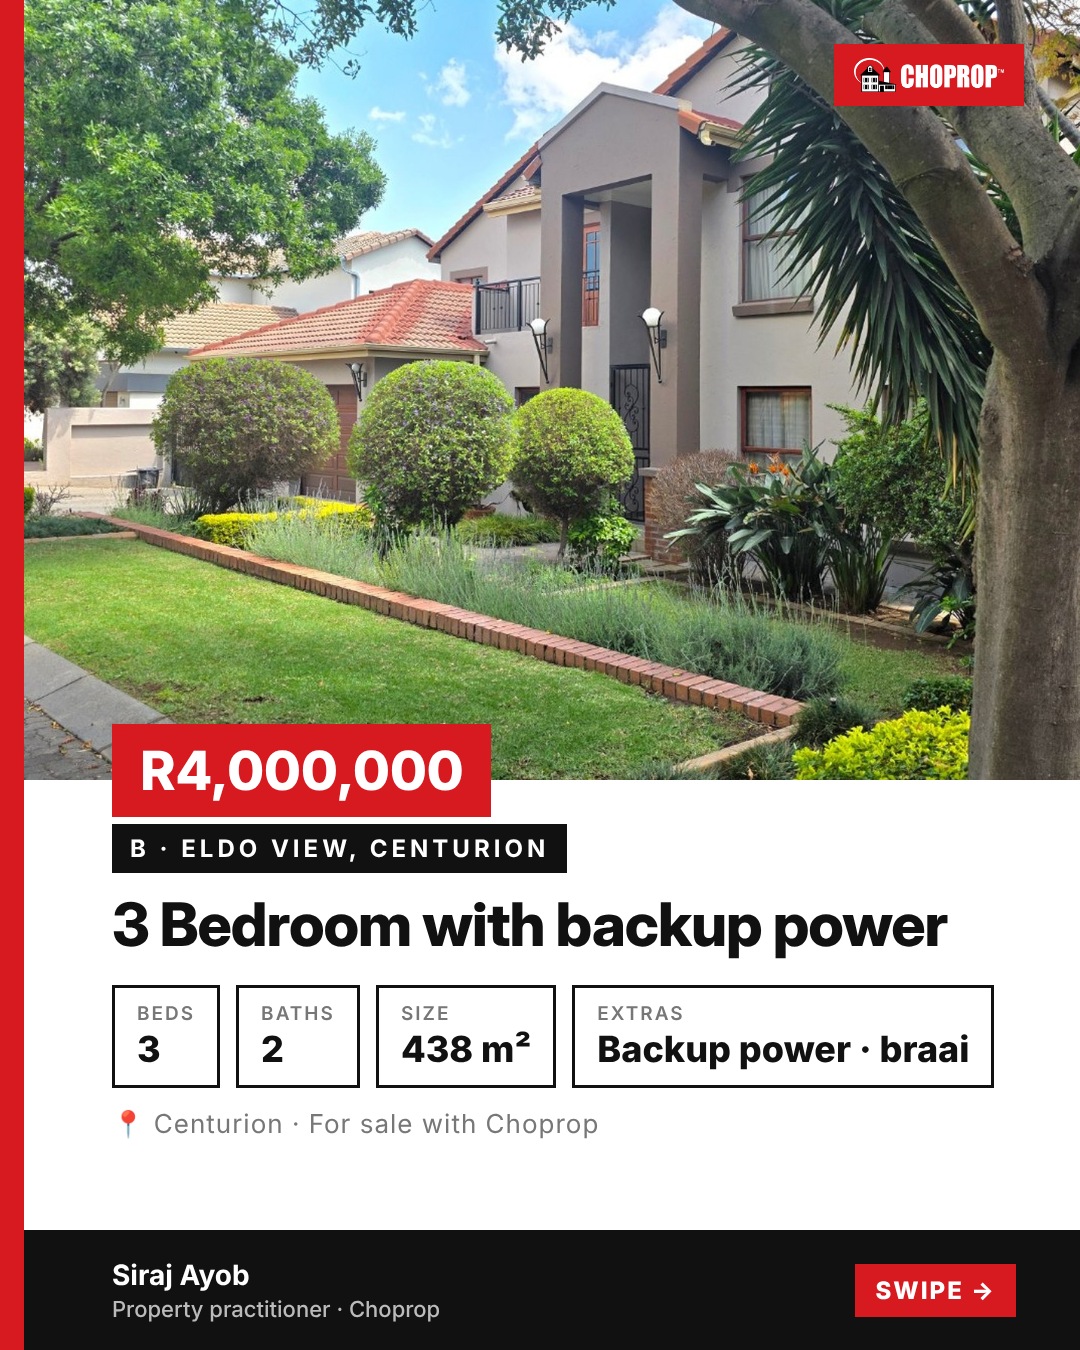 CHOPROP™
R4,000,000
B · ELDO VIEW, CENTURION
3 Bedroom with backup power
BEDS
3
BATHS
2
SIZE
438 m²
EXTRAS
Backup power · braai
📍 Centurion · For sale with Choprop
Siraj Ayob
Property practitioner · Choprop
SWIPE →